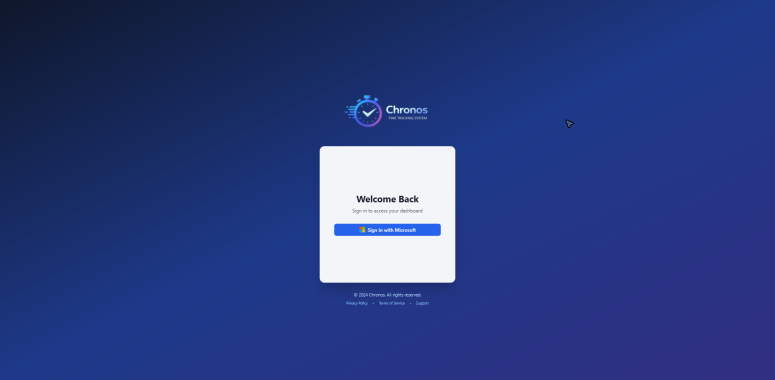 Chronos
TIME TRACKING SYSTEM
Welcome Back
Sign in to access your dashboard
Sign in with Microsoft
© 2024 Chronos. All rights reserved.
Privacy Policy • Terms of Service • Support